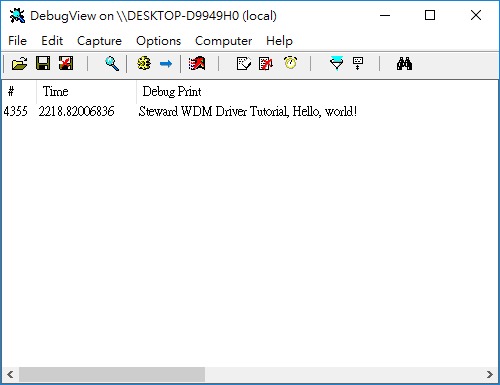 DebugView on \\DESKTOP-D9949H0 (local)
File Edit Capture Options Computer Help
# Time Debug Print
4355 2218.82006836 Steward WDM Driver Tutorial, Hello, world!